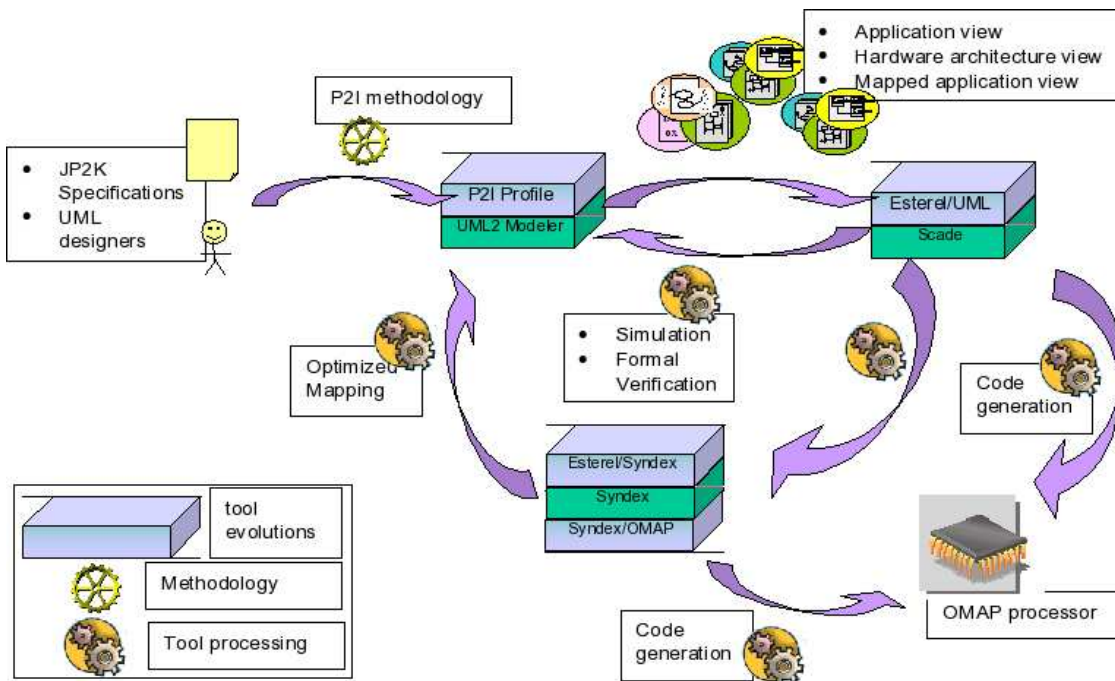 • Application view
• Hardware architecture view
• Mapped application view
P2I methodology
• JP2K
Specifications
• UML
designers
P2I Profile
UML2 Modeler
Esterel/UML
Scade
• Simulation
• Formal
Verification
Optimized
Mapping
Code
generation
Esterel/Syndex
Syndex
Syndex/OMAP
tool
evolutions
Methodology
Tool processing
Code
generation
OMAP processor